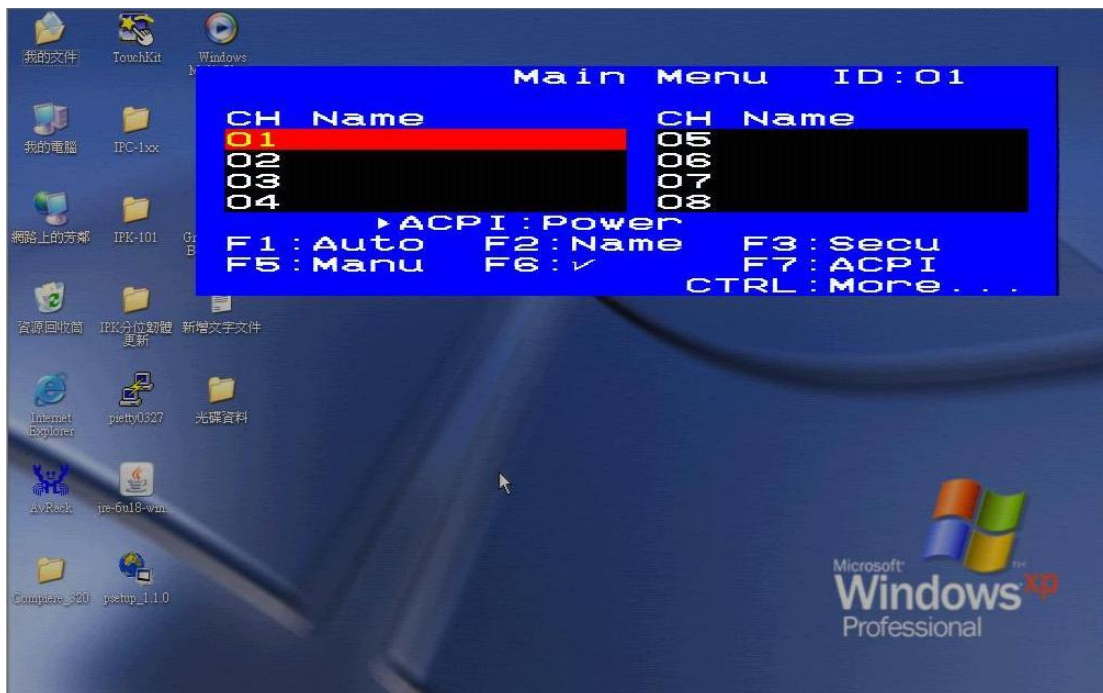 我的文件
TouchKit
Windows
Main Menu ID:01
CH Name CH Name
01 05
02 06
03 07
04 08
▸ACPI:Power
F1:Auto F2:Name F3:Secu
F5:Manu F6:✓ F7:ACPI
CTRL:More...
我的電腦
IPC-1xx
網路上的芳鄰
IPK-101
資源回收筒
IPK分位韌體
更新
新增文字文件
Internet
Explorer
pietty0327
光碟資料
AvRack
jre-6u18-win...
psetup_1.1.0
Microsoft
Windows xp
TM
Professional